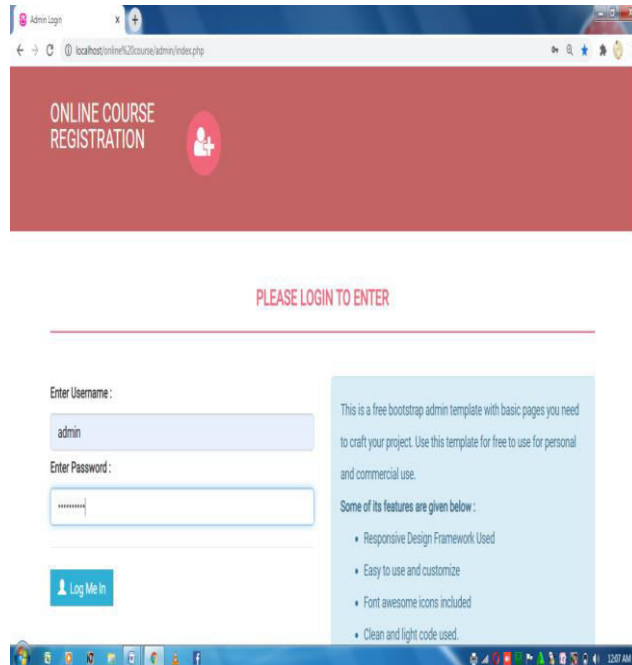 Admin Login
localhost/online%20course/admin/index.php
ONLINE COURSE
REGISTRATION
PLEASE LOGIN TO ENTER
Enter Username :
admin
Enter Password :
Log Me In
This is a free bootstrap admin template with basic pages you need
to craft your project. Use this template for free to use for personal
and commercial use.
Some of its features are given below :
• Responsive Design Framework Used
• Easy to use and customize
• Font awesome icons included
• Clean and light code used.
12:07 AM